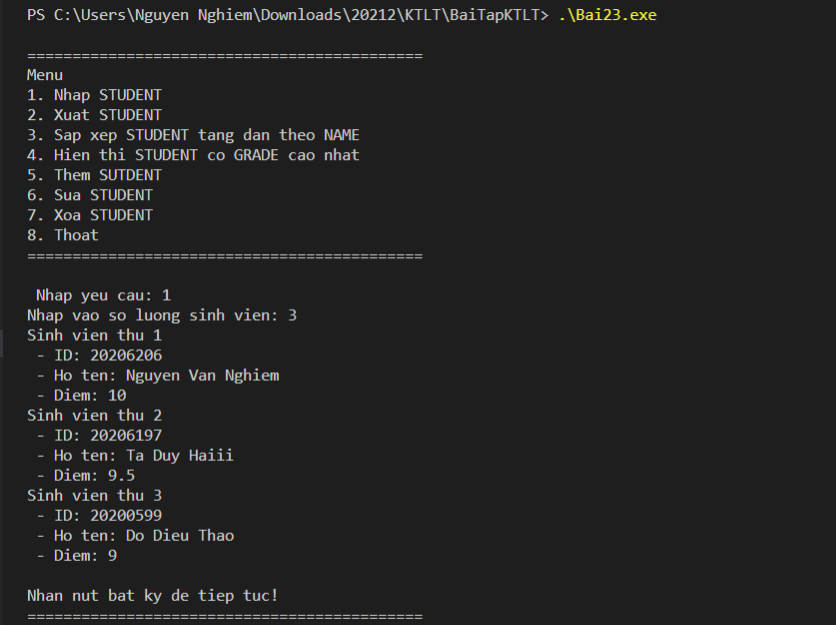 PS C:\Users\Nguyen Nghiem\Downloads\20212\KTLT\BaiTapKTLT> .\Bai23.exe
============================================
Menu
1. Nhap STUDENT
2. Xuat STUDENT
3. Sap xep STUDENT tang dan theo NAME
4. Hien thi STUDENT co GRADE cao nhat
5. Them SUTDENT
6. Sua STUDENT
7. Xoa STUDENT
8. Thoat
============================================
Nhap yeu cau: 1
Nhap vao so luong sinh vien: 3
Sinh vien thu 1
- ID: 20206206
- Ho ten: Nguyen Van Nghiem
- Diem: 10
Sinh vien thu 2
- ID: 20206197
- Ho ten: Ta Duy Haiii
- Diem: 9.5
Sinh vien thu 3
- ID: 20200599
- Ho ten: Do Dieu Thao
- Diem: 9
Nhan nut bat ky de tiep tuc!
============================================